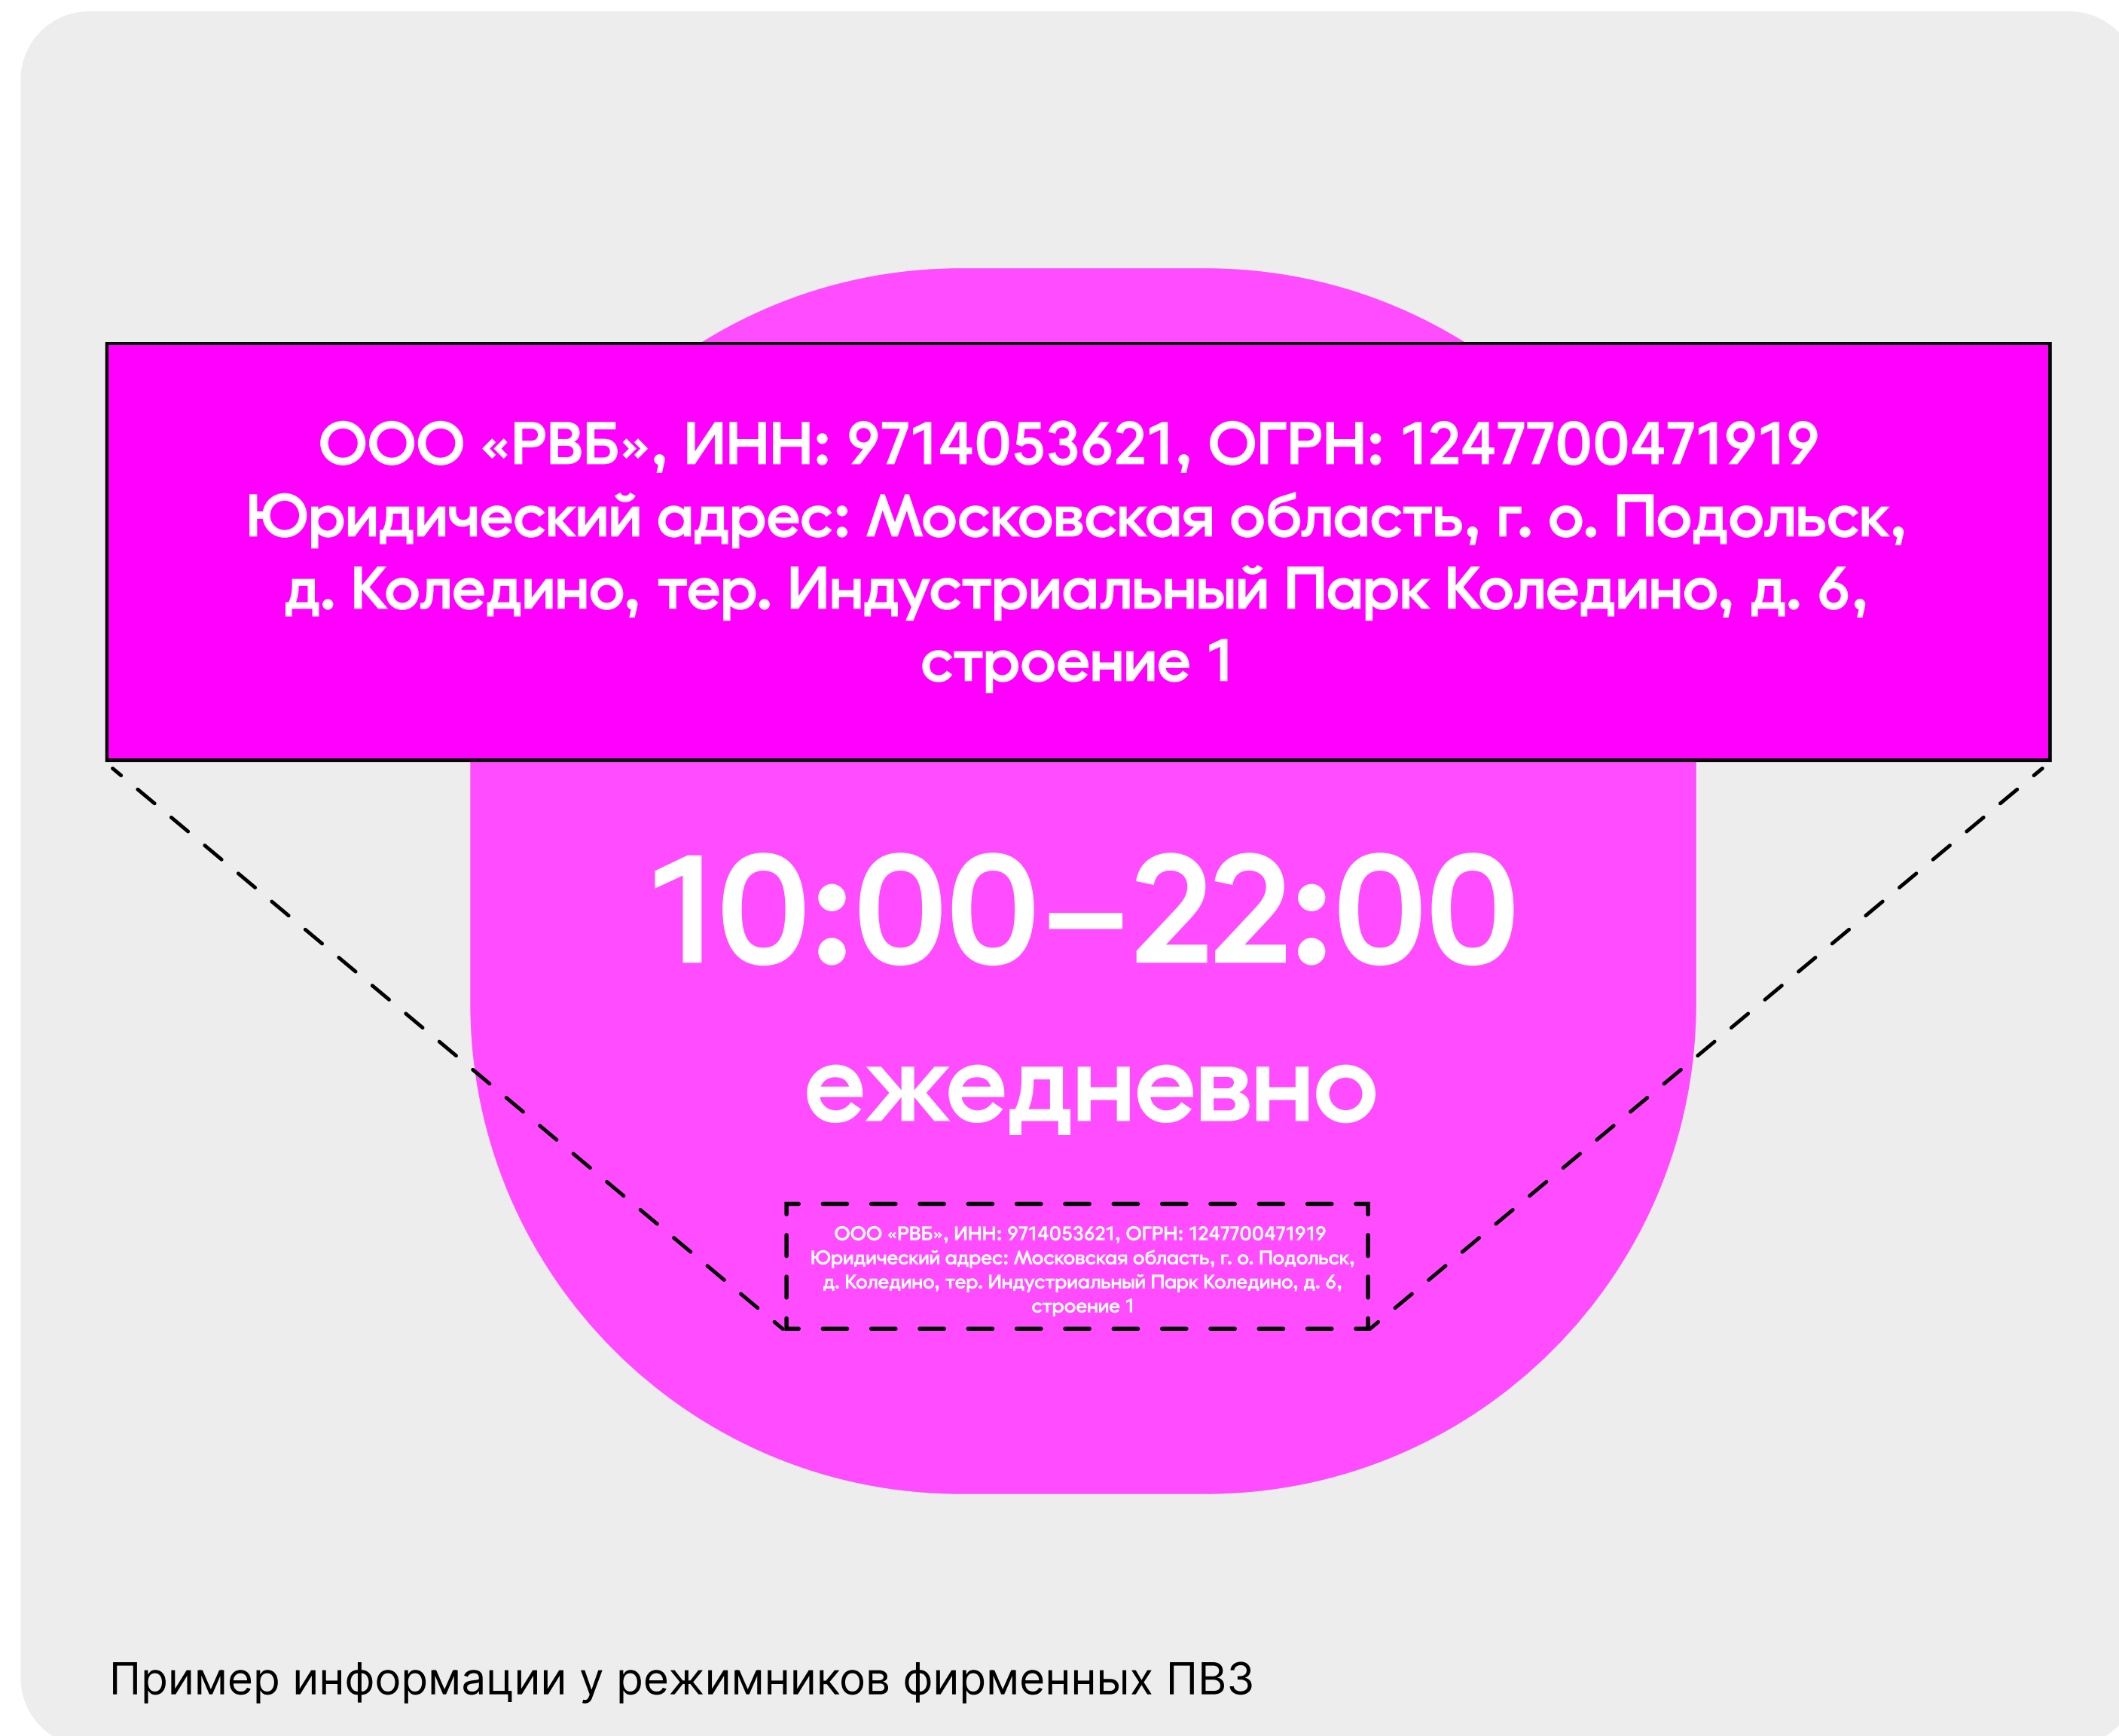 ООО «РВБ», ИНН: 9714053621, ОГРН: 1247700471919
Юридический адрес: Московская область, г. о. Подольск,
д. Коледино, тер. Индустриальный Парк Коледино, д. 6,
строение 1
10:00–22:00
ежедневно
ООО «РВБ», ИНН: 9714053621, ОГРН: 1247700471919
Юридический адрес: Московская область, г. о. Подольск,
д. Коледино, тер. Индустриальный Парк Коледино, д. 6,
строение 1
Пример информации у режимников фирменных ПВЗ